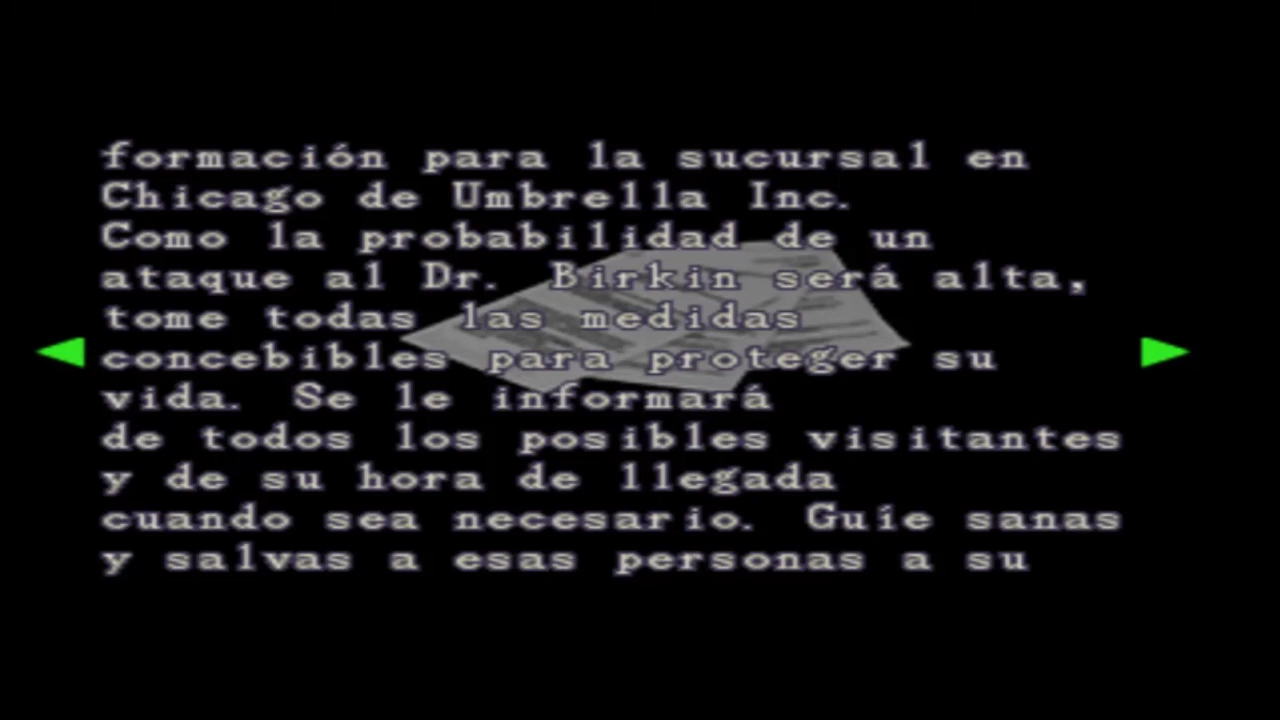 formación para la sucursal en
Chicago de Umbrella Inc.
Como la probabilidad de un
ataque al Dr. Birkin será alta,
tome todas las medidas
concebibles para proteger su
vida. Se le informará
de todos los posibles visitantes
y de su hora de llegada
cuando sea necesario. Guíe sanas
y salvas a esas personas a su